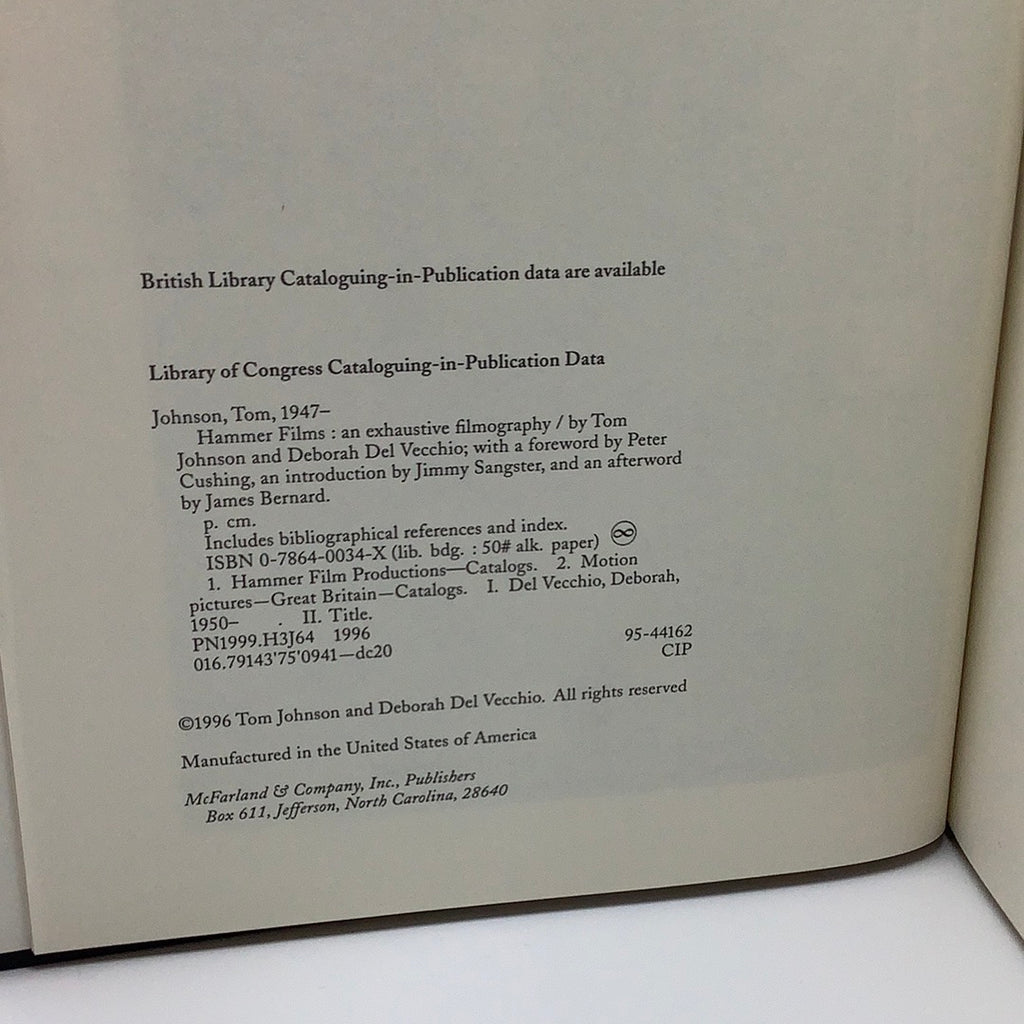 British Library Cataloguing-in-Publication data are available
Library of Congress Cataloguing-in-Publication Data
Johnson, Tom, 1947–
Hammer Films : an exhaustive filmography / by Tom
Johnson and Deborah Del Vecchio; with a foreword by Peter
Cushing, an introduction by Jimmy Sangster, and an afterword
by James Bernard.
p. cm.
Includes bibliographical references and index.
ISBN 0-7864-0034-X (lib. bdg. : 50# alk. paper) ♾
1. Hammer Film Productions—Catalogs. 2. Motion
pictures—Great Britain—Catalogs. I. Del Vecchio, Deborah,
1950– . II. Title.
PN1999.H3J64 1996
016.79143'75'0941—dc20
95-44162
CIP
©1996 Tom Johnson and Deborah Del Vecchio. All rights reserved
Manufactured in the United States of America
McFarland & Company, Inc., Publishers
Box 611, Jefferson, North Carolina, 28640